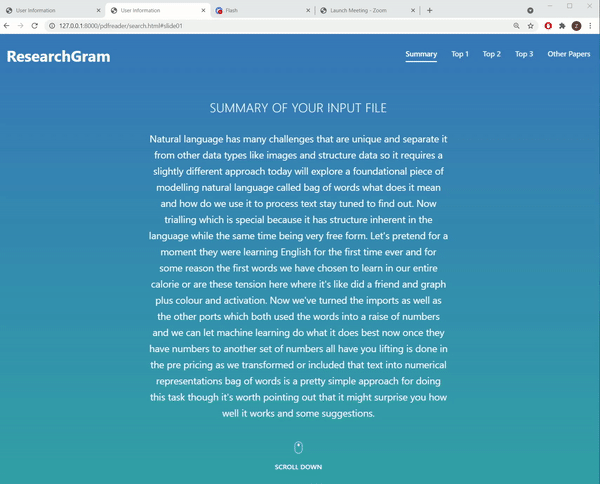 User Information
User Information
Flash
Launch Meeting - Zoom
127.0.0.1:8000/pdfreader/search.html#slide01
Z
ResearchGram
Summary
Top 1
Top 2
Top 3
Other Papers
SUMMARY OF YOUR INPUT FILE
Natural language has many challenges that are unique and separate it
from other data types like images and structure data so it requires a
slightly different approach today will explore a foundational piece of
modelling natural language called bag of words what does it mean
and how do we use it to process text stay tuned to find out. Now
trialling which is special because it has structure inherent in the
language while the same time being very free form. Let's pretend for a
moment they were learning English for the first time ever and for
some reason the first words we have chosen to learn in our entire
calorie or are these tension here where it's like did a friend and graph
plus colour and activation. Now we've turned the imports as well as
the other ports which both used the words into a raise of numbers
and we can let machine learning do what it does best now once they
have numbers to another set of numbers all have you lifting is done in
the pre pricing as we transformed or included that text into numerical
representations bag of words is a pretty simple approach for doing
this task though it's worth pointing out that it might surprise you how
well it works and some suggestions.
SCROLL DOWN